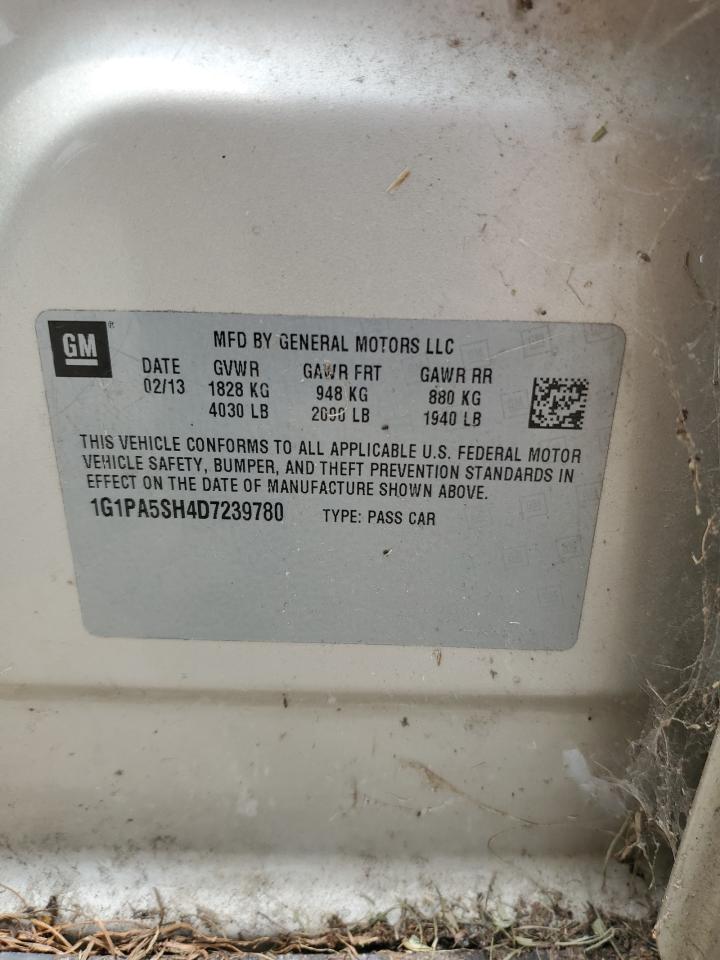 GM
MFD BY GENERAL MOTORS LLC
DATE GVWR GAWR FRT GAWR RR
02/13 1828 KG 948 KG 880 KG
4030 LB 2090 LB 1940 LB
THIS VEHICLE CONFORMS TO ALL APPLICABLE U.S. FEDERAL MOTOR
VEHICLE SAFETY, BUMPER, AND THEFT PREVENTION STANDARDS IN
EFFECT ON THE DATE OF MANUFACTURE SHOWN ABOVE.
1G1PA5SH4D7239780 TYPE: PASS CAR